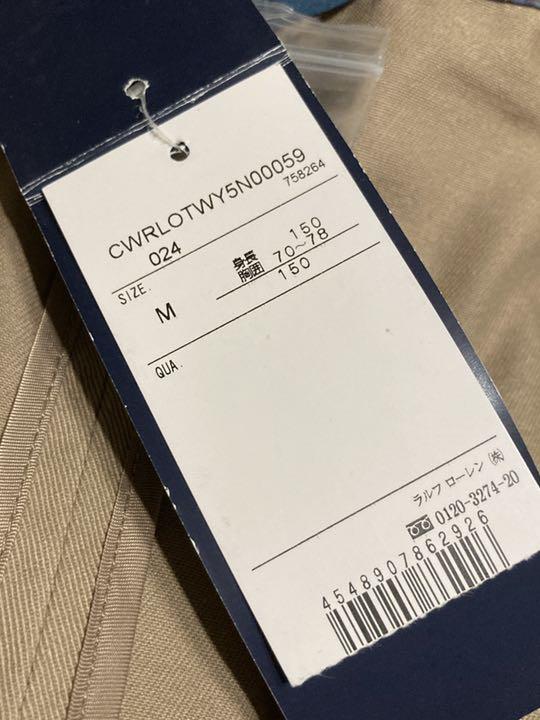 CWRLOTWY5N00059
024
758264
SIZE.
M
身長 150
胸囲 70～78
150
QUA.
ラルフ ローレン ㈱
0120-3274-20
4548907862926